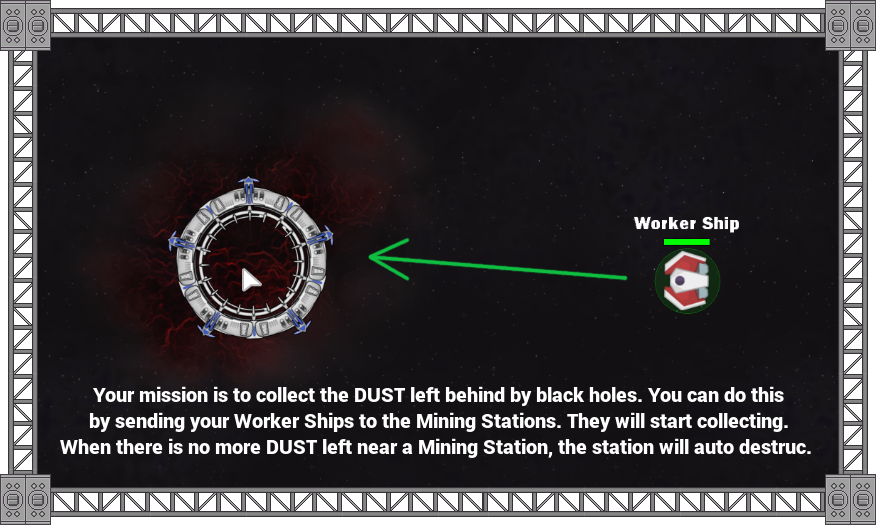 Worker Ship
Your mission is to collect the DUST left behind by black holes. You can do this
by sending your Worker Ships to the Mining Stations. They will start collecting.
When there is no more DUST left near a Mining Station, the station will auto destruc.